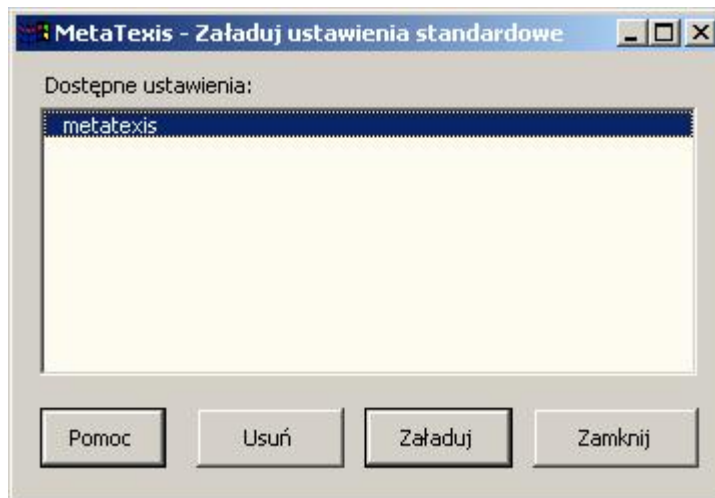 MetaTexis - Załaduj ustawienia standardowe
Dostępne ustawienia:
metatexis
Pomoc Usuń Załaduj Zamknij